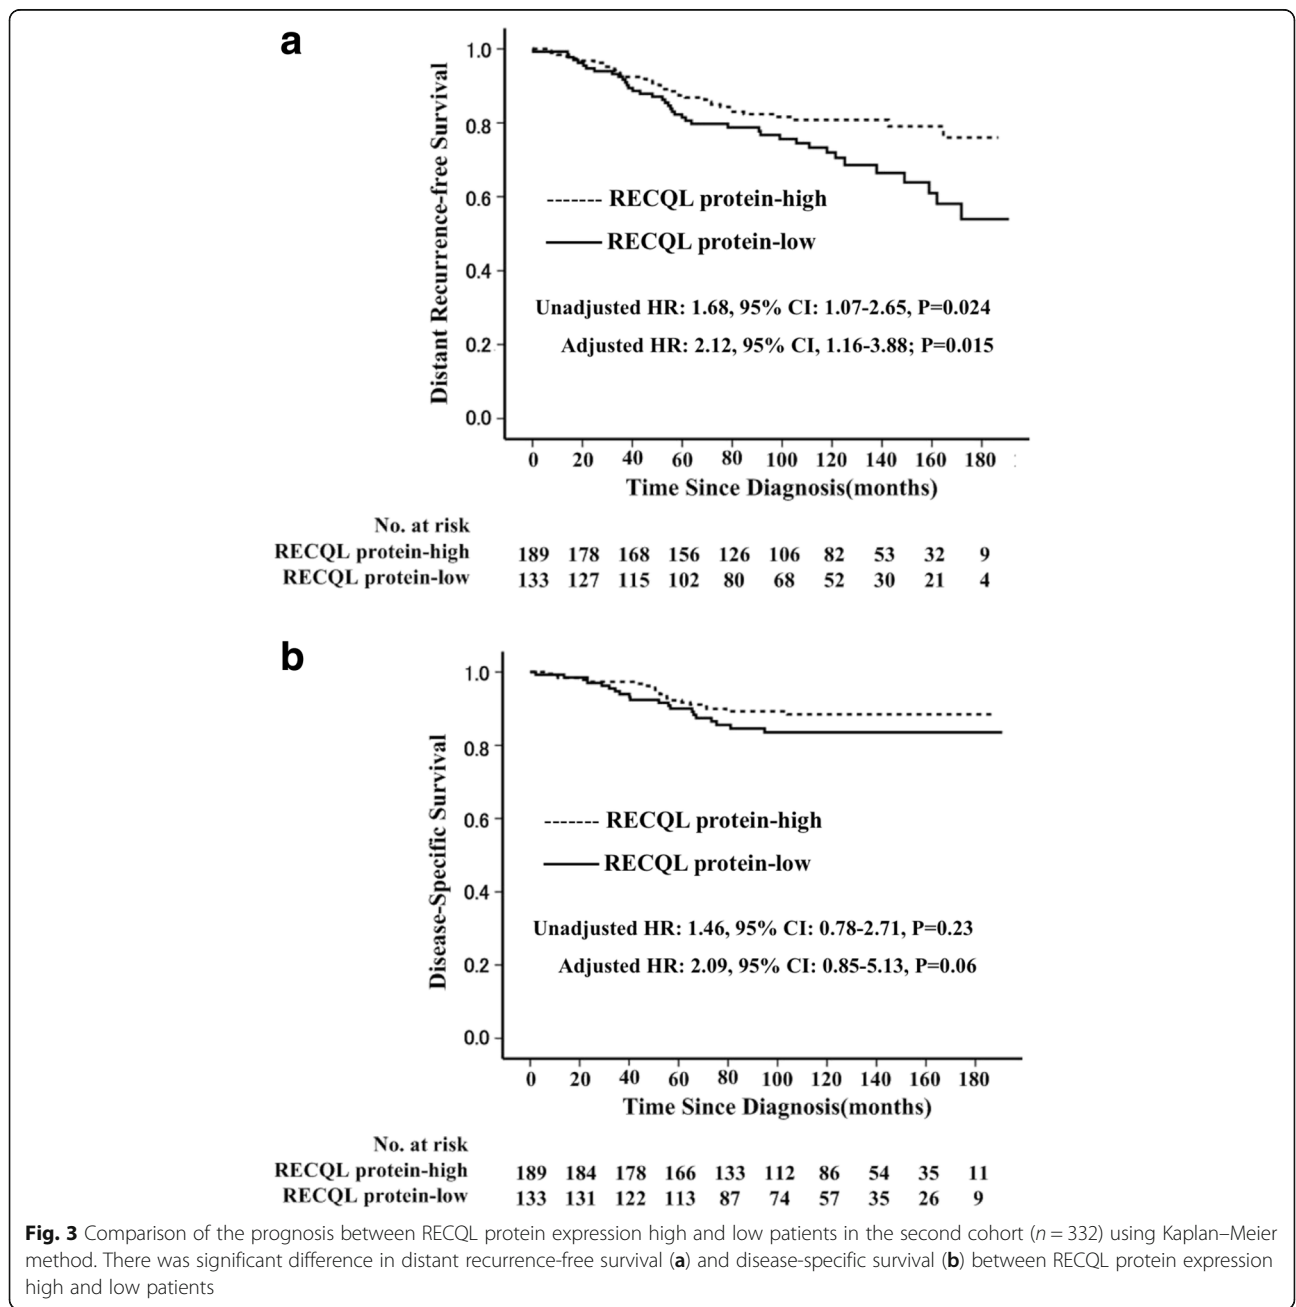 a
1.0
0.8
0.6
0.4
0.2
0.0
Distant Recurrence-free Survival
RECQL protein-high
RECQL protein-low
Unadjusted HR: 1.68, 95% CI: 1.07-2.65, P=0.024
Adjusted HR: 2.12, 95% CI, 1.16-3.88; P=0.015
0 20 40 60 80 100 120 140 160 180
Time Since Diagnosis(months)
No. at risk
RECQL protein-high 189 178 168 156 126 106 82 53 32 9
RECQL protein-low 133 127 115 102 80 68 52 30 21 4
b
1.0
0.8
0.6
0.4
0.2
0.0
Disease-Specific Survival
RECQL protein-high
RECQL protein-low
Unadjusted HR: 1.46, 95% CI: 0.78-2.71, P=0.23
Adjusted HR: 2.09, 95% CI: 0.85-5.13, P=0.06
0 20 40 60 80 100 120 140 160 180
Time Since Diagnosis(months)
No. at risk
RECQL protein-high 189 184 178 166 133 112 86 54 35 11
RECQL protein-low 133 131 122 113 87 74 57 35 26 9
Fig. 3 Comparison of the prognosis between RECQL protein expression high and low patients in the second cohort (n = 332) using Kaplan–Meier
method. There was significant difference in distant recurrence-free survival (a) and disease-specific survival (b) between RECQL protein expression
high and low patients